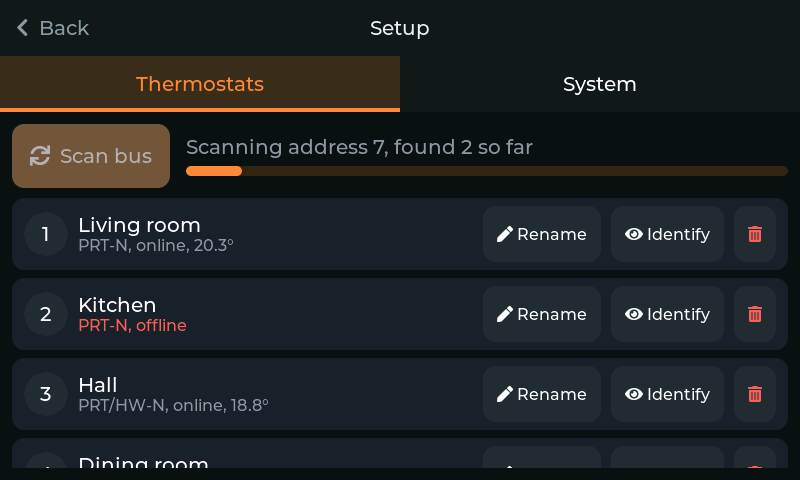 Back
Setup
Thermostats
System
Scan bus
Scanning address 7, found 2 so far
1
Living room
PRT-N, online, 20.3°
Rename
Identify
2
Kitchen
PRT-N, offline
Rename
Identify
3
Hall
PRT/HW-N, online, 18.8°
Rename
Identify
Dining room